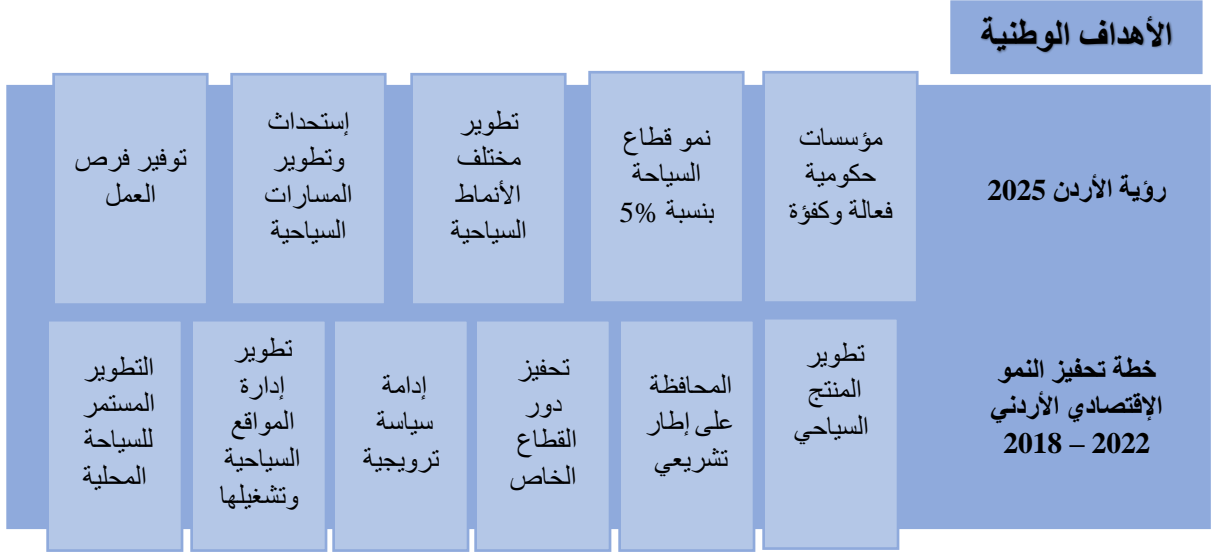 الأهداف الوطنية
رؤية الأردن 2025
مؤسسات
حكومية
فعالة وكفؤة
نمو قطاع
السياحة
بنسبة 5%
تطوير
مختلف
الأنماط
السياحية
إستحداث
وتطوير
المسارات
السياحية
توفير فرص
العمل
خطة تحفيز النمو
الإقتصادي الأردني
2018 – 2022
تطوير
المنتج
السياحي
المحافظة
على إطار
تشريعي
تحفيز
دور
القطاع
الخاص
إدامة
سياسة
ترويجية
تطوير
إدارة
المواقع
السياحية
وتشغيلها
التطوير
المستمر
للسياحة
المحلية